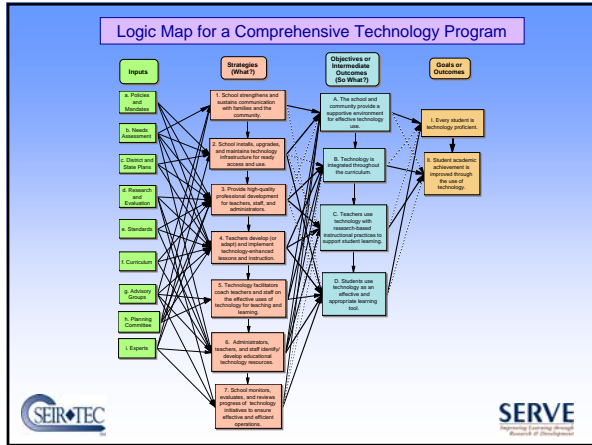 Logic Map for a Comprehensive Technology Program
Inputs
a. Policies
and
Mandates
b. Needs
Assessment
c. District and
State Plans
d. Research
and
Evaluation
e. Standards
f. Curriculum
g. Advisory
Groups
h. Planning
Committee
i. Experts
Strategies
(What?)
1. School strengthens and
sustains communication
with families and the
community.
2. School installs, upgrades,
and maintains technology
infrastructure for ready
access and use.
3. Provide high-quality
professional development
for teachers, staff, and
administrators.
4. Teachers develop (or
adapt) and implement
technology-enhanced
lessons and instruction.
5. Technology facilitators
coach teachers and staff on
the effective uses of
technology for teaching and
learning.
6. Administrators,
teachers, and staff identify/
develop educational
technology resources.
7. School monitors,
evaluates, and reviews
progress of technology
initiatives to ensure
effective and efficient
operations.
Objectives or
Intermediate
Outcomes
(So What?)
A. The school and
community provide a
supportive environment
for effective technology
use.
B. Technology is
integrated throughout
the curriculum.
C. Teachers use
technology with
research-based
instructional practices to
support student learning.
D. Students use
technology as an
effective and
appropriate learning
tool.
Goals or
Outcomes
I. Every student is
technology proficient.
II. Student academic
achievement is
improved through
the use of
technology.
SEIR TEC
SERVE
Improving Learning through
Research & Development